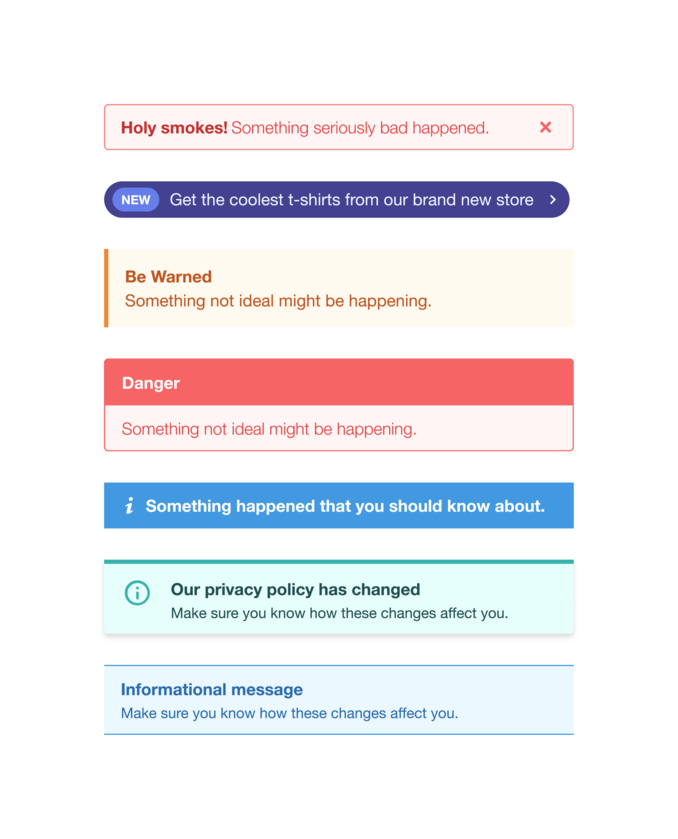 Holy smokes! Something seriously bad happened.
NEW Get the coolest t-shirts from our brand new store
Be Warned
Something not ideal might be happening.
Danger
Something not ideal might be happening.
Something happened that you should know about.
Our privacy policy has changed
Make sure you know how these changes affect you.
Informational message
Make sure you know how these changes affect you.